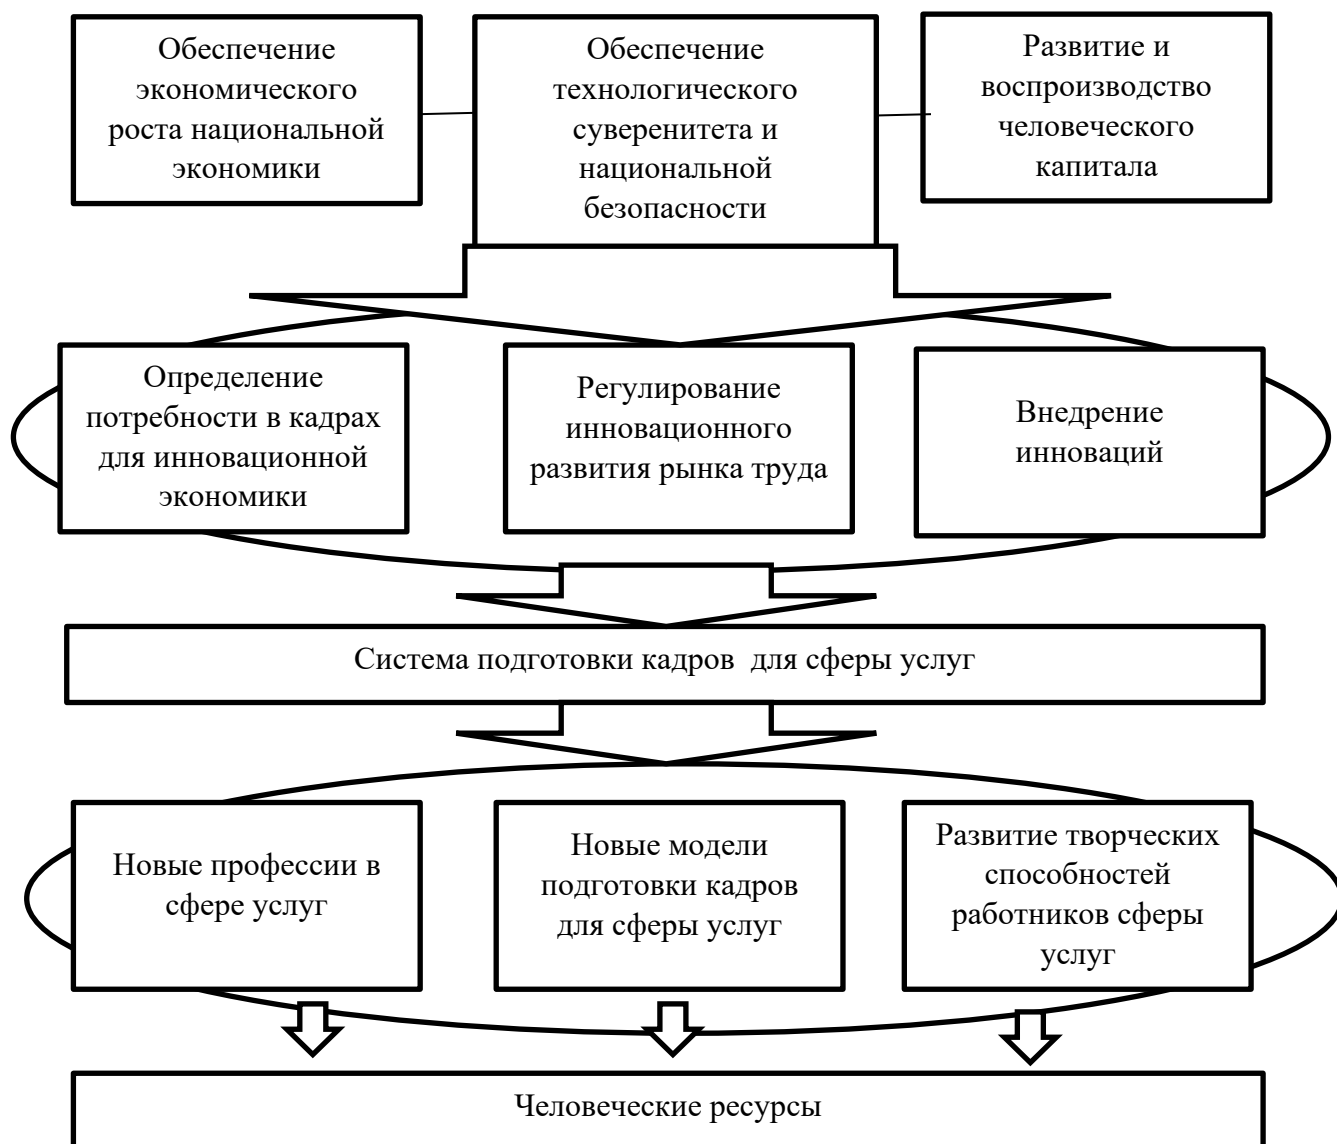 Обеспечение
экономического
роста национальной
экономики
Обеспечение
технологического
суверенитета и
национальной
безопасности
Развитие и
воспроизводство
человеческого
капитала
Определение
потребности в кадрах
для инновационной
экономики
Регулирование
инновационного
развития рынка труда
Внедрение
инноваций
Система подготовки кадров для сферы услуг
Новые профессии в
сфере услуг
Новые модели
подготовки кадров
для сферы услуг
Развитие творческих
способностей
работников сферы
услуг
Человеческие ресурсы